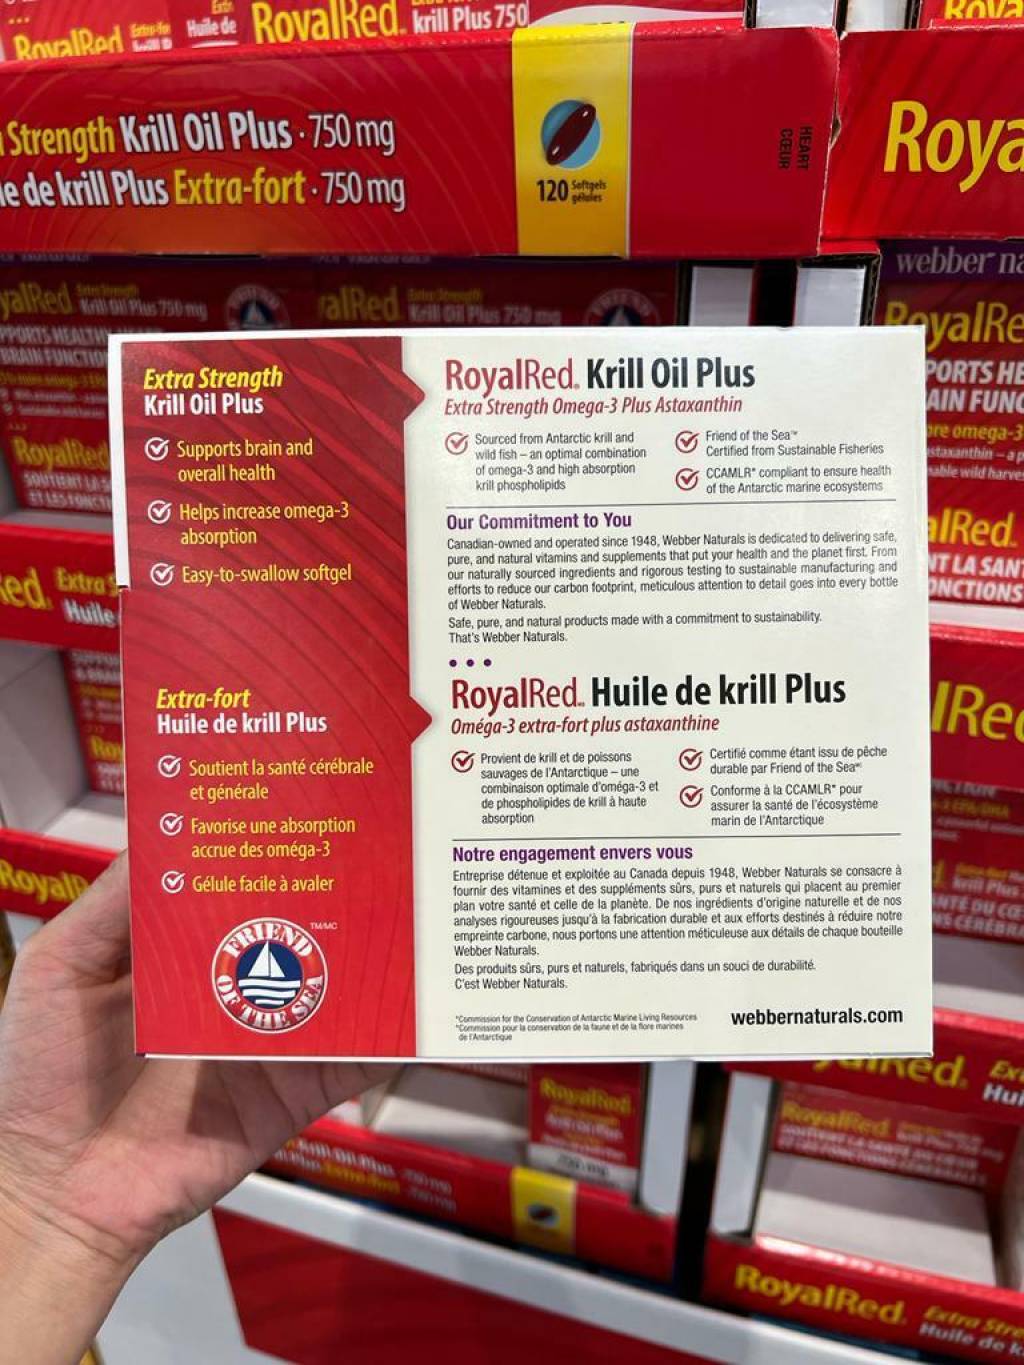 RoyalRed
Huile de
RoyalRed.
krill Plus 750
Strength Krill Oil Plus · 750 mg
de krill Plus Extra-fort · 750 mg
120 Softgels
gélules
HEART
CŒUR
webber
Extra Strength
Krill Oil Plus
Supports brain and
overall health
Helps increase omega-3
absorption
Easy-to-swallow softgel
Extra-fort
Huile de krill Plus
Soutient la santé cérébrale
et générale
Favorise une absorption
accrue des oméga-3
Gélule facile à avaler
FRIEND
OF THE SEA
TM/MC
RoyalRed. Krill Oil Plus
Extra Strength Omega-3 Plus Astaxanthin
Sourced from Antarctic krill and
wild fish – an optimal combination
of omega-3 and high absorption
krill phospholipids
Friend of the Sea™
Certified from Sustainable Fisheries
CCAMLR* compliant to ensure health
of the Antarctic marine ecosystems
Our Commitment to You
Canadian-owned and operated since 1948, Webber Naturals is dedicated to delivering safe,
pure, and natural vitamins and supplements that put your health and the planet first. From
our naturally sourced ingredients and rigorous testing to sustainable manufacturing and
efforts to reduce our carbon footprint, meticulous attention to detail goes into every bottle
of Webber Naturals.
Safe, pure, and natural products made with a commitment to sustainability.
That's Webber Naturals.
RoyalRed. Huile de krill Plus
Oméga-3 extra-fort plus astaxanthine
Provient de krill et de poissons
sauvages de l'Antarctique – une
combinaison optimale d'oméga-3 et
de phospholipides de krill à haute
absorption
Certifié comme étant issu de pêche
durable par Friend of the Sea
Conforme à la CCAMLR* pour
assurer la santé de l'écosystème
marin de l'Antarctique
Notre engagement envers vous
Entreprise détenue et exploitée au Canada depuis 1948, Webber Naturals se consacre à
fournir des vitamines et des suppléments sûrs, purs et naturels qui placent au premier
plan votre santé et celle de la planète. De nos ingrédients d'origine naturelle et de nos
analyses rigoureuses jusqu'à la fabrication durable et aux efforts destinés à réduire notre
empreinte carbone, nous portons une attention méticuleuse aux détails de chaque bouteille
Webber Naturals.
Des produits sûrs, purs et naturels, fabriqués dans un souci de durabilité.
C'est Webber Naturals.
*Commission for the Conservation of Antarctic Marine Living Resources
*Commission pour la conservation de la faune et de la flore marines
de l'Antarctique
webbernaturals.com
RoyalRed. Extra
Huile de